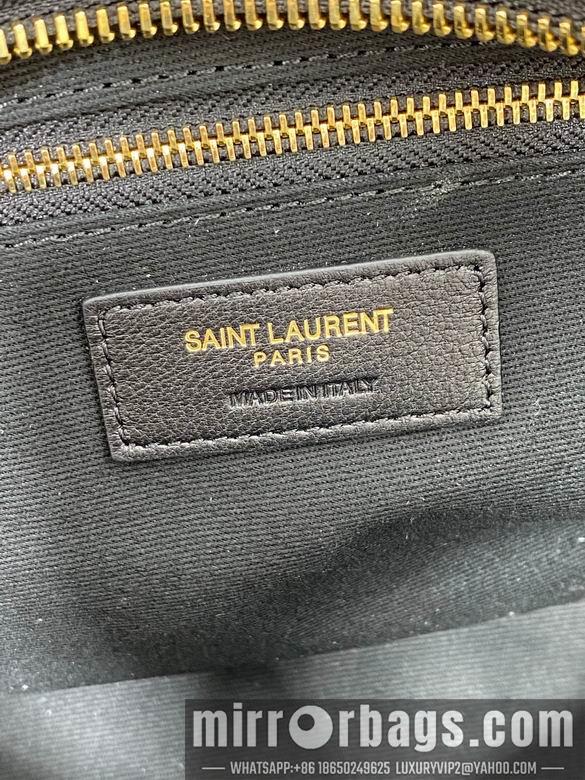 SAINT LAURENT
PARIS
MADE IN ITALY
mirrorbags.com
WHATSAPP:+86 18650249625 LUXURYVIP2@YAHOO.COM